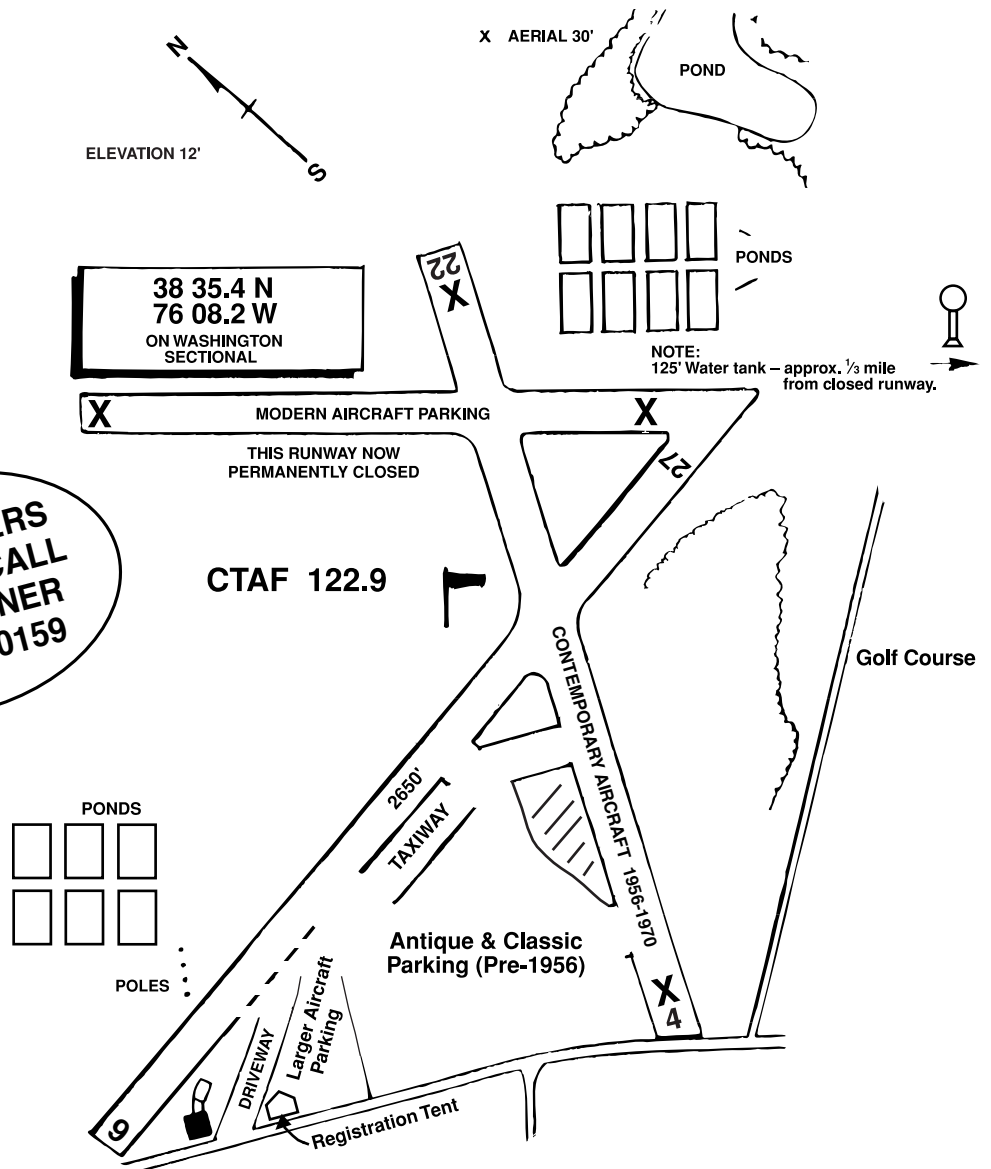 X AERIAL 30'
POND
N
S
ELEVATION 12'
PONDS
38 35.4 N
76 08.2 W
ON WASHINGTON
SECTIONAL
22
X
NOTE:
125' Water tank – approx. ⅓ mile
from closed runway.
X
MODERN AIRCRAFT PARKING
X
THIS RUNWAY NOW
PERMANENTLY CLOSED
27
CALL
0159
CTAF 122.9
CONTEMPORARY AIRCRAFT 1956-1970
Golf Course
2650'
TAXIWAY
PONDS
Antique & Classic
Parking (Pre-1956)
POLES
X
4
DRIVEWAY
Larger Aircraft
Parking
9
Registration Tent